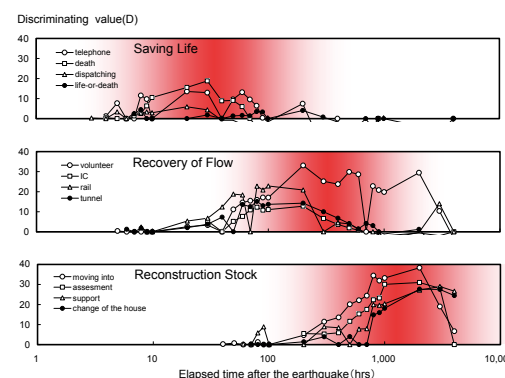 Discriminating value(D)
40
30
20
10
0
Saving Life
telephone
death
dispatching
life-or-death
40
30
20
10
0
Recovery of Flow
volunteer
IC
rail
tunnel
40
30
20
10
0
Reconstruction Stock
moving into
assesment
support
change of the house
1 10 100 1,000 10,00
Elapsed time after the earthquake(hrs)